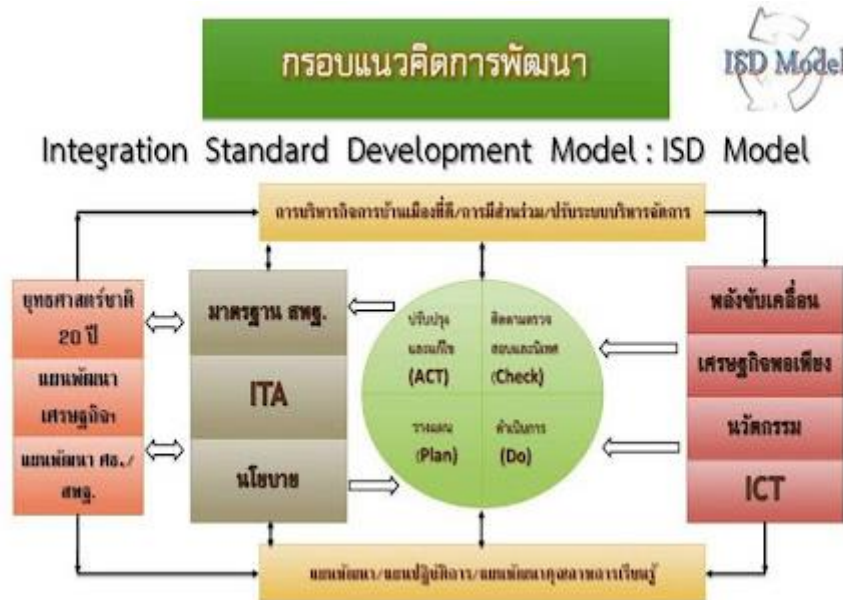 กรอบแนวคิดการพัฒนา
ISD Model
Integration Standard Development Model : ISD Model
การบริหารกิจการบ้านเมืองที่ดี/การมีส่วนร่วม/ปรับระบบบริหารจัดการ
ยุทธศาสตร์ชาติ
20 ปี
แผนพัฒนา
เศรษฐกิจฯ
แผนพัฒนา ศธ./
สพฐ.
มาตรฐาน สพฐ.
ITA
นโยบาย
ปรับปรุง
และแก้ไข
(ACT)
ติดตามตรวจ
สอบและนิเทศ
(Check)
วางแผน
(Plan)
ดำเนินการ
(Do)
พลังขับเคลื่อน
เศรษฐกิจพอเพียง
นวัตกรรม
ICT
แผนพัฒนา/แผนปฏิบัติการ/แผนพัฒนาคุณภาพการเรียนรู้